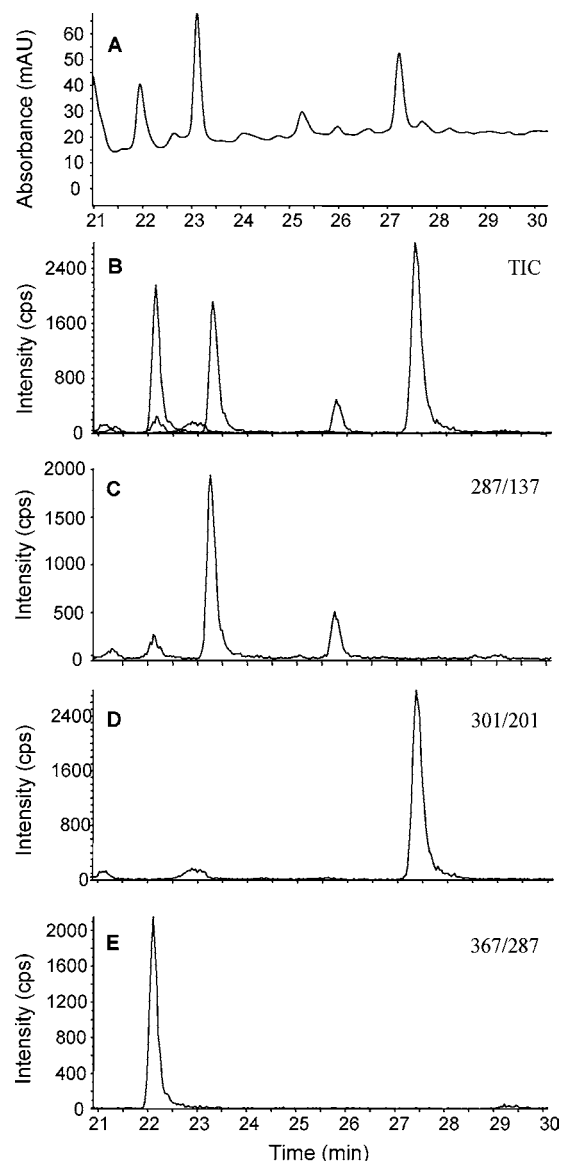 A
Absorbance (mAU)
60
50
40
30
20
10
0
21 22 23 24 25 26 27 28 29 30
B
TIC
Intensity (cps)
2400
1600
800
0
C
287/137
Intensity (cps)
2000
1500
1000
500
0
D
301/201
Intensity (cps)
2400
1600
800
0
E
367/287
Intensity (cps)
2000
1600
1200
800
400
0
21 22 23 24 25 26 27 28 29 30
Time (min)